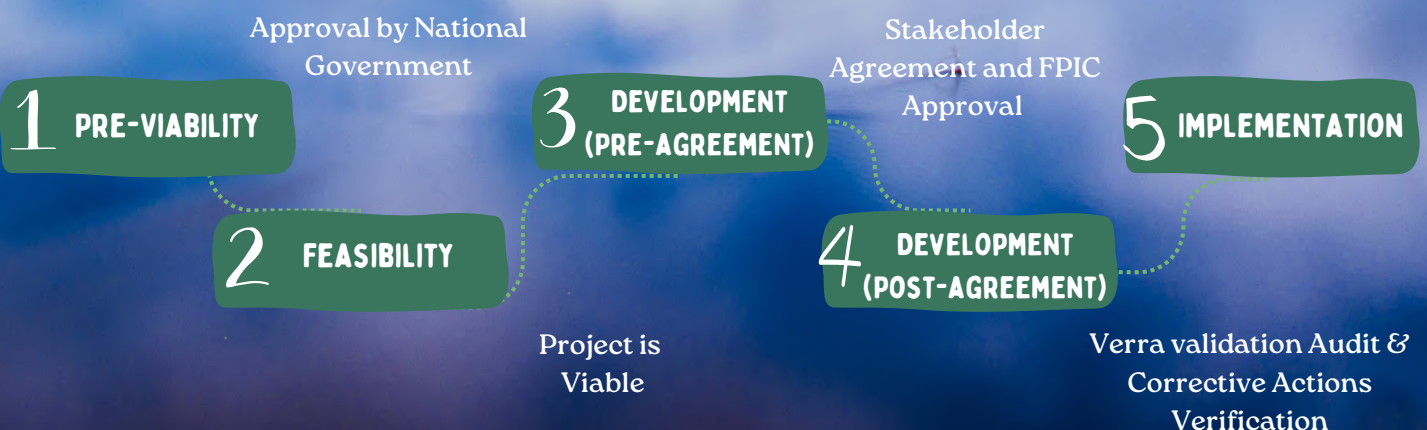 1 PRE-VIABILITY
Approval by National
Government
2 FEASIBILITY
Project is
Viable
3 DEVELOPMENT
(PRE-AGREEMENT)
Stakeholder
Agreement and FPIC
Approval
4 DEVELOPMENT
(POST-AGREEMENT)
Verra validation Audit &
Corrective Actions
Verification
5 IMPLEMENTATION